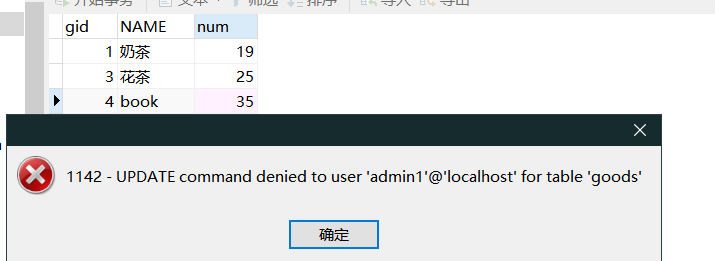 开始事务 文本 筛选 排序 导入 导出
gid NAME num
1 奶茶 19
3 花茶 25
4 book 35
1142 - UPDATE command denied to user 'admin1'@'localhost' for table 'goods'
确定